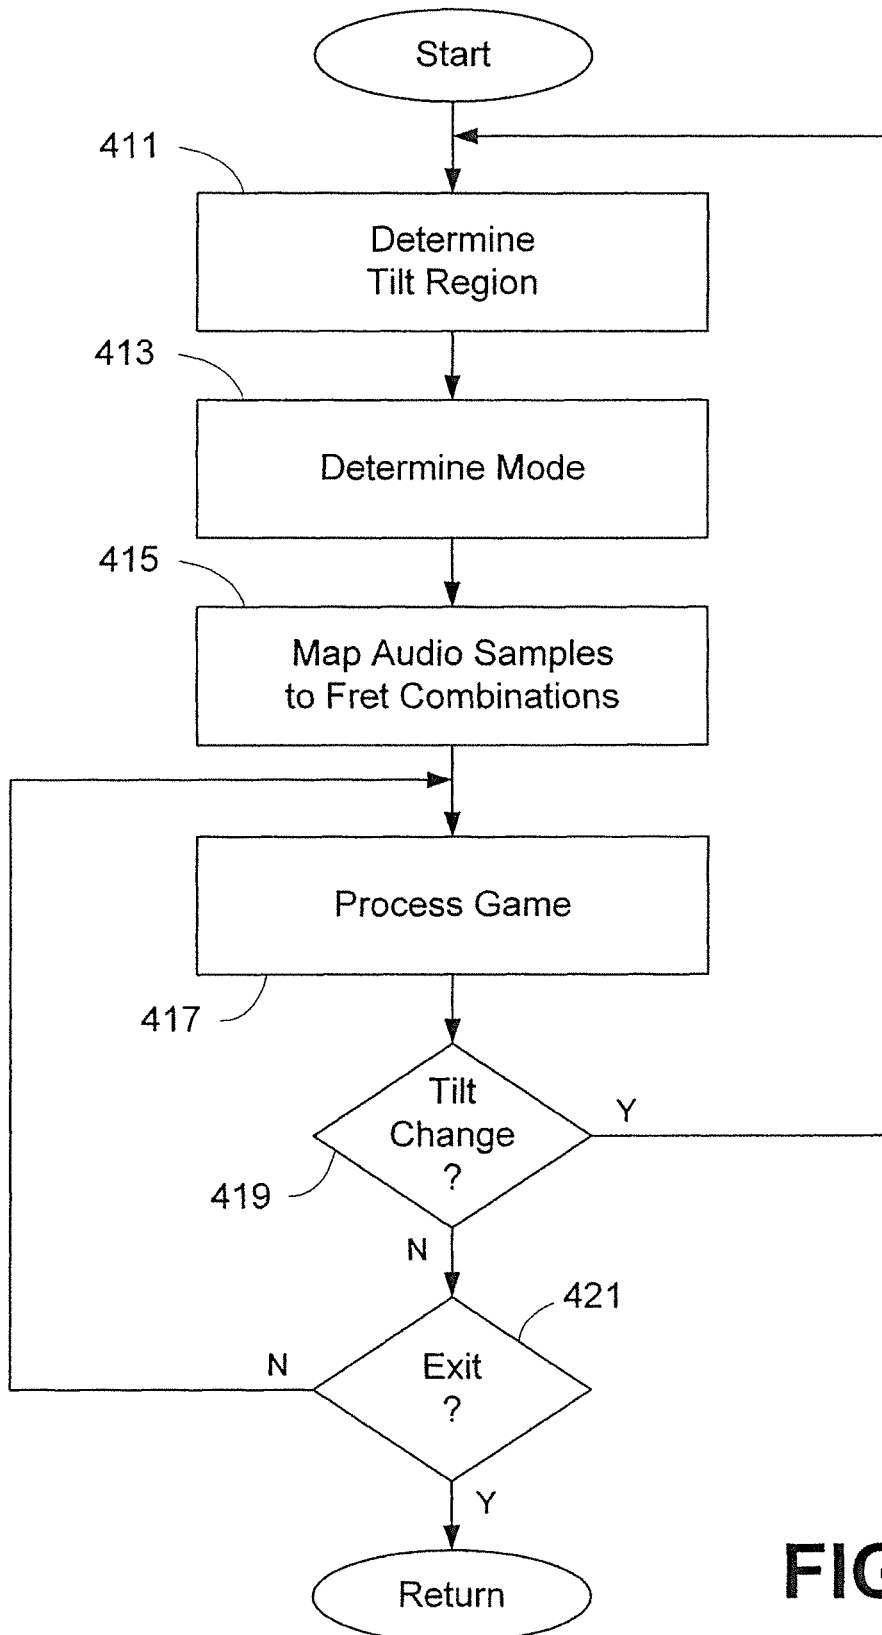 Start
411
Determine
Tilt Region
413
Determine Mode
415
Map Audio Samples
to Fret Combinations
Process Game
417
Tilt
Change
?
Y
419
N
421
Exit
?
N
Y
Return
FIG